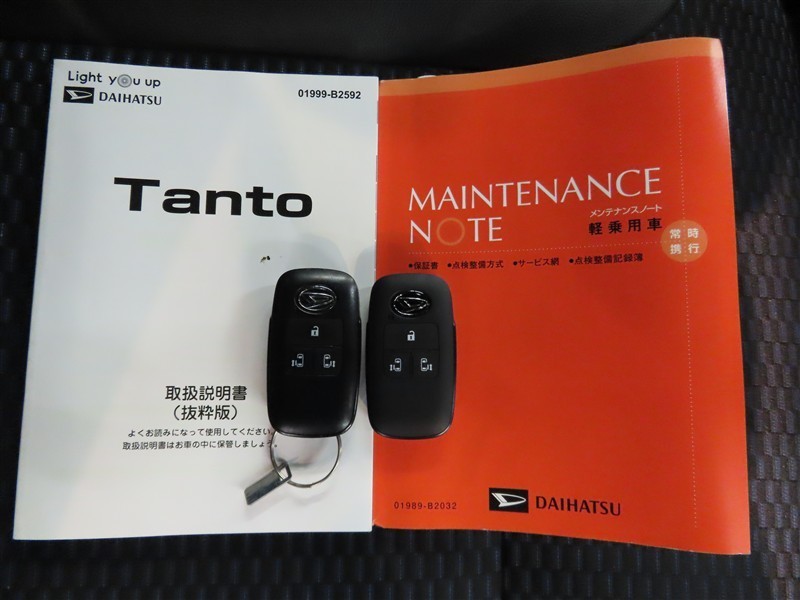 Light you up
DAIHATSU
01999-B2592
Tanto
取扱説明書
（抜粋版）
よくお読みになって使用してください。
取扱説明書はお車の中に保管しましょう。
MAINTENANCE
NOTE
メンテナンスノート
軽乗用車
常時
携行
●保証書 ●点検整備方式 ●サービス網 ●点検整備記録簿
01989-B2032
DAIHATSU